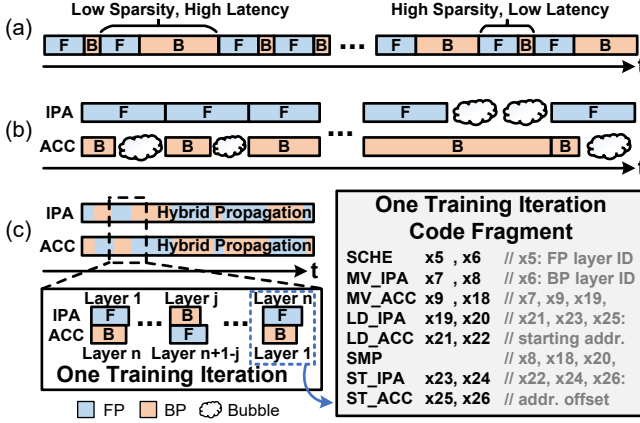 Low Sparsity, High Latency
High Sparsity, Low Latency
(a)
F B F B F B F B ... F B F B F B
t
(b)
IPA F F F ... F F
ACC B B B ... B B
t
(c)
IPA Hybrid Propagation
ACC Hybrid Propagation
t
Layer 1 Layer j Layer n
IPA F ... B ... F
ACC B F B
Layer n Layer n+1-j Layer 1
One Training Iteration
FP BP Bubble
One Training Iteration
Code Fragment
SCHE x5 , x6 // x5: FP layer ID
MV_IPA x7 , x8 // x6: BP layer ID
MV_ACC x9 , x18 // x7, x9, x19,
LD_IPA x19, x20 // x21, x23, x25:
LD_ACC x21, x22 // starting addr.
SMP // x8, x18, x20,
ST_IPA x23, x24 // x22, x24, x26:
ST_ACC x25, x26 // addr. offset